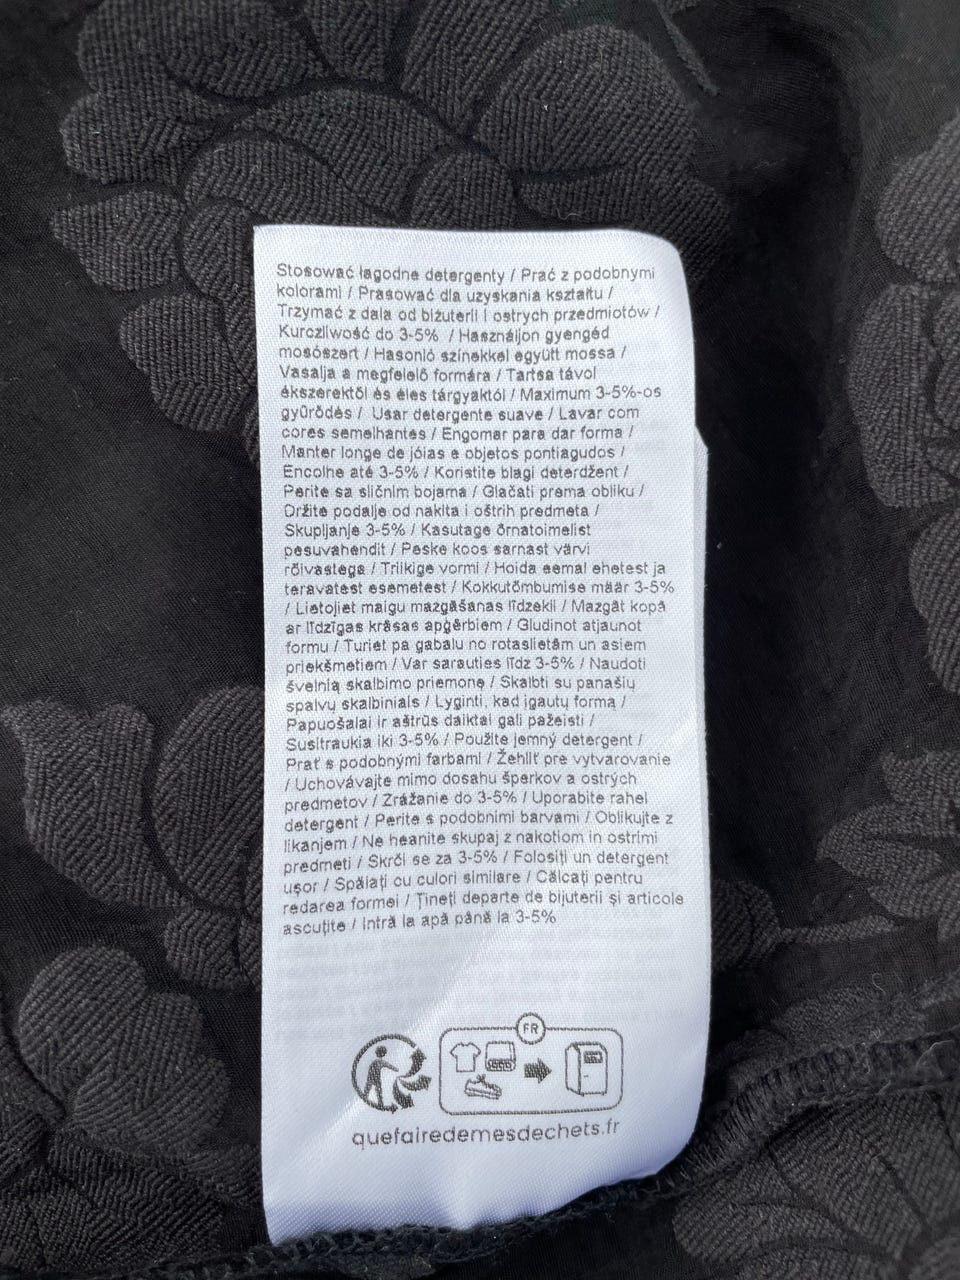 Stosować łagodne detergenty / Prać z podobnymi
kolorami / Prasować dla uzyskania kształtu /
Trzymać z dala od biżuterii i ostrych przedmiotów /
Kurczliwość do 3-5% / Használjon gyengéd
mosószert / Hasonló színekkel együtt mossa /
Vasalja a megfelelő formára / Tartsa távol
ékszerektől és éles tárgyaktól / Maximum 3-5%-os
gyűrődés / Usar detergente suave / Lavar com
cores semelhantes / Engomar para dar forma /
Manter longe de jóias e objetos pontiagudos /
Encolhe até 3-5% / Koristite blagi deterdžent /
Perite sa sličnim bojama / Glačati prema obliku /
Držite podalje od nakita i oštrih predmeta /
Skupljanje 3-5% / Kasutage õrnatoimelist
pesuvahendit / Peske koos sarnast värvi
rõivastega / Triikige vormi / Hoida eemal ehetest ja
teravatest esemetest / Kokkutõmbumise määr 3-5%
/ Lietojiet maigu mazgāšanas līdzekli / Mazgāt kopā
ar līdzīgas krāsas apģērbiem / Gludinot atjaunot
formu / Turiet pa gabalu no rotaslietām un asiem
priekšmetiem / Var sarauties līdz 3-5% / Naudoti
švelnią skalbimo priemonę / Skalbti su panašių
spalvų skalbiniais / Lyginti, kad įgautų formą /
Papuošalai ir aštrūs daiktai gali pažeisti /
Susitraukia iki 3-5% / Použite jemný detergent /
Prať s podobnými farbami / Žehliť pre vytvarovanie
/ Uchovávajte mimo dosahu šperkov a ostrých
predmetov / Zrážanie do 3-5% / Uporabite rahel
detergent / Perite s podobnimi barvami / Oblikujte z
likanjem / Ne heanite skupaj z nakotiom in ostrimi
predmeti / Skrči se za 3-5% / Folosiți un detergent
ușor / Spălați cu culori similare / Călcați pentru
redarea formei / Țineți departe de bijuterii și articole
ascuțite / Intră la apă până la 3-5%
FR
quefairedemesdechets.fr